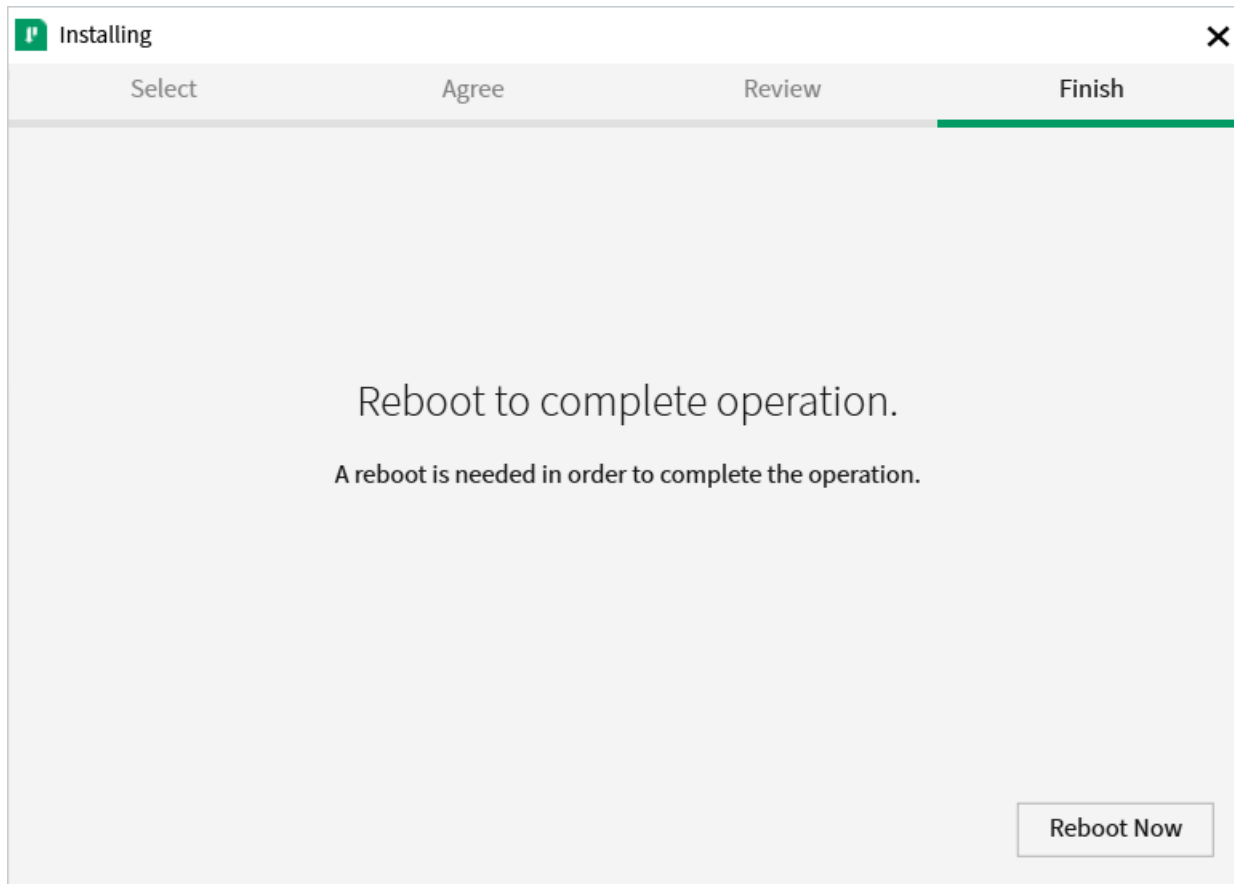 Installing
Select Agree Review Finish
Reboot to complete operation.
A reboot is needed in order to complete the operation.
Reboot Now